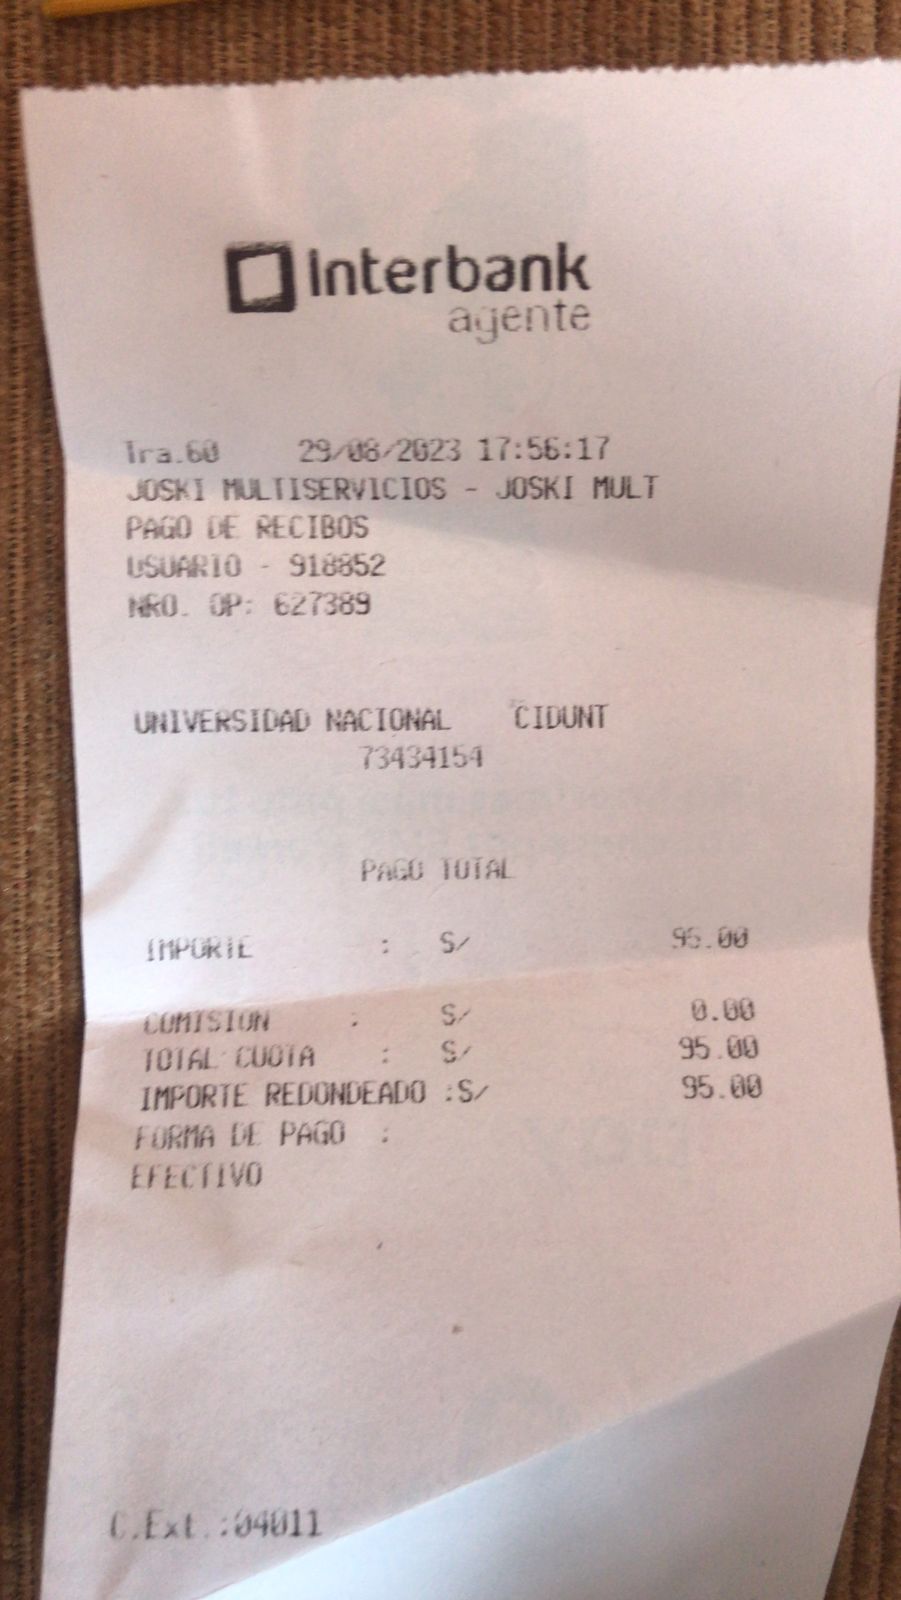 Interbank
agente
Tra.60 29/08/2023 17:56:17
JOSKI MULTISERVICIOS - JOSKI MULT
PAGO DE RECIBOS
USUARIO - 918852
NRO. OP: 627389
UNIVERSIDAD NACIONAL CIDUNT
73434154
PAGO TOTAL
IMPORTE : S/ 95.00
COMISION : S/ 0.00
TOTAL CUOTA : S/ 95.00
IMPORTE REDONDEADO :S/ 95.00
FORMA DE PAGO :
EFECTIVO
C.Ext.:04011